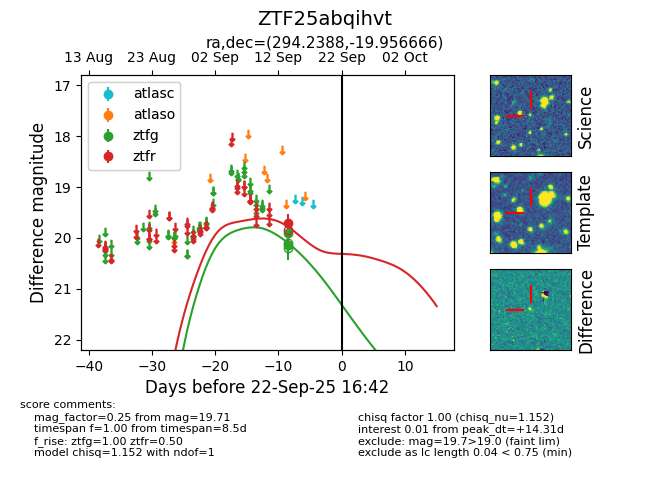 ZTF25abqihvt
ra,dec=(294.2388,-19.956666)
13 Aug 23 Aug 02 Sep 12 Sep 22 Sep 02 Oct
17
18
19
20
21
22
Difference magnitude
atlasc
atlaso
ztfg
ztfr
−40 −30 −20 −10 0 10
Days before 22-Sep-25 16:42
Science
Template
Difference
score comments:
mag_factor=0.25 from mag=19.71
timespan f=1.00 from timespan=8.5d
f_rise: ztfg=1.00 ztfr=0.50
model chisq=1.152 with ndof=1
chisq factor 1.00 (chisq_nu=1.152)
interest 0.01 from peak_dt=+14.31d
exclude: mag=19.7>19.0 (faint lim)
exclude as lc length 0.04 < 0.75 (min)